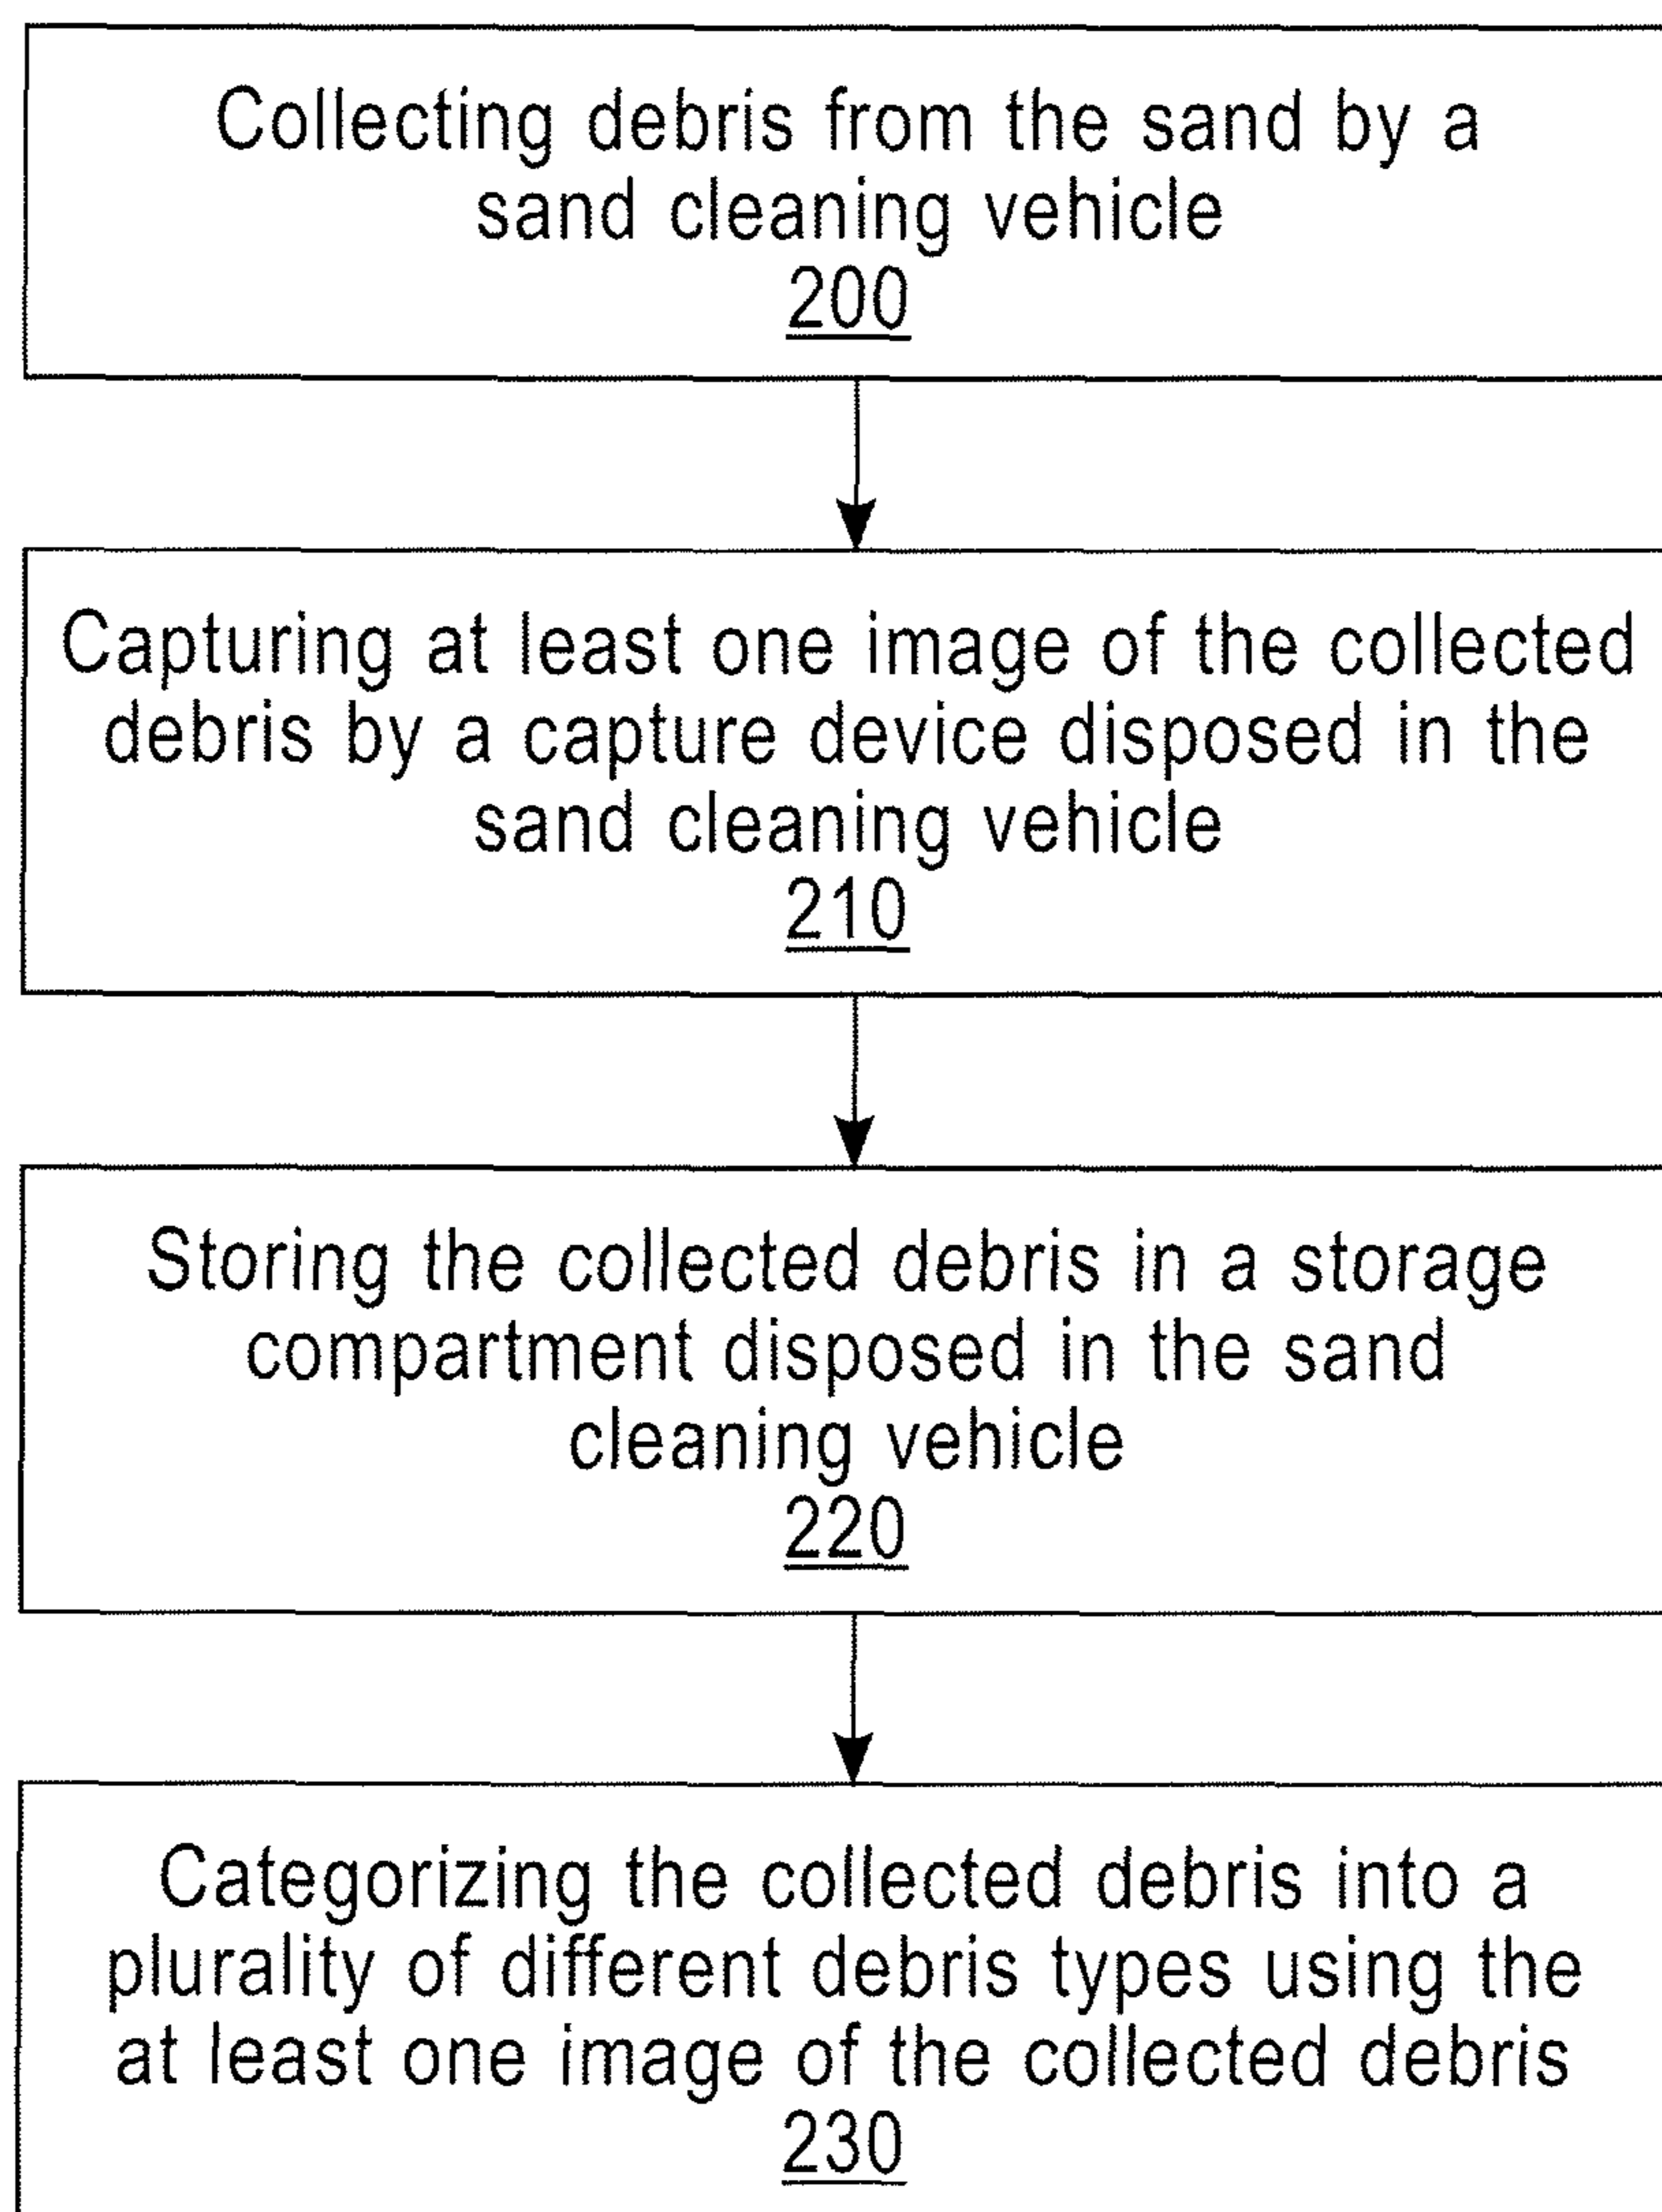 Collecting debris from the sand by a
sand cleaning vehicle
200
Capturing at least one image of the collected
debris by a capture device disposed in the
sand cleaning vehicle
210
Storing the collected debris in a storage
compartment disposed in the sand
cleaning vehicle
220
Categorizing the collected debris into a
plurality of different debris types using the
at least one image of the collected debris
230